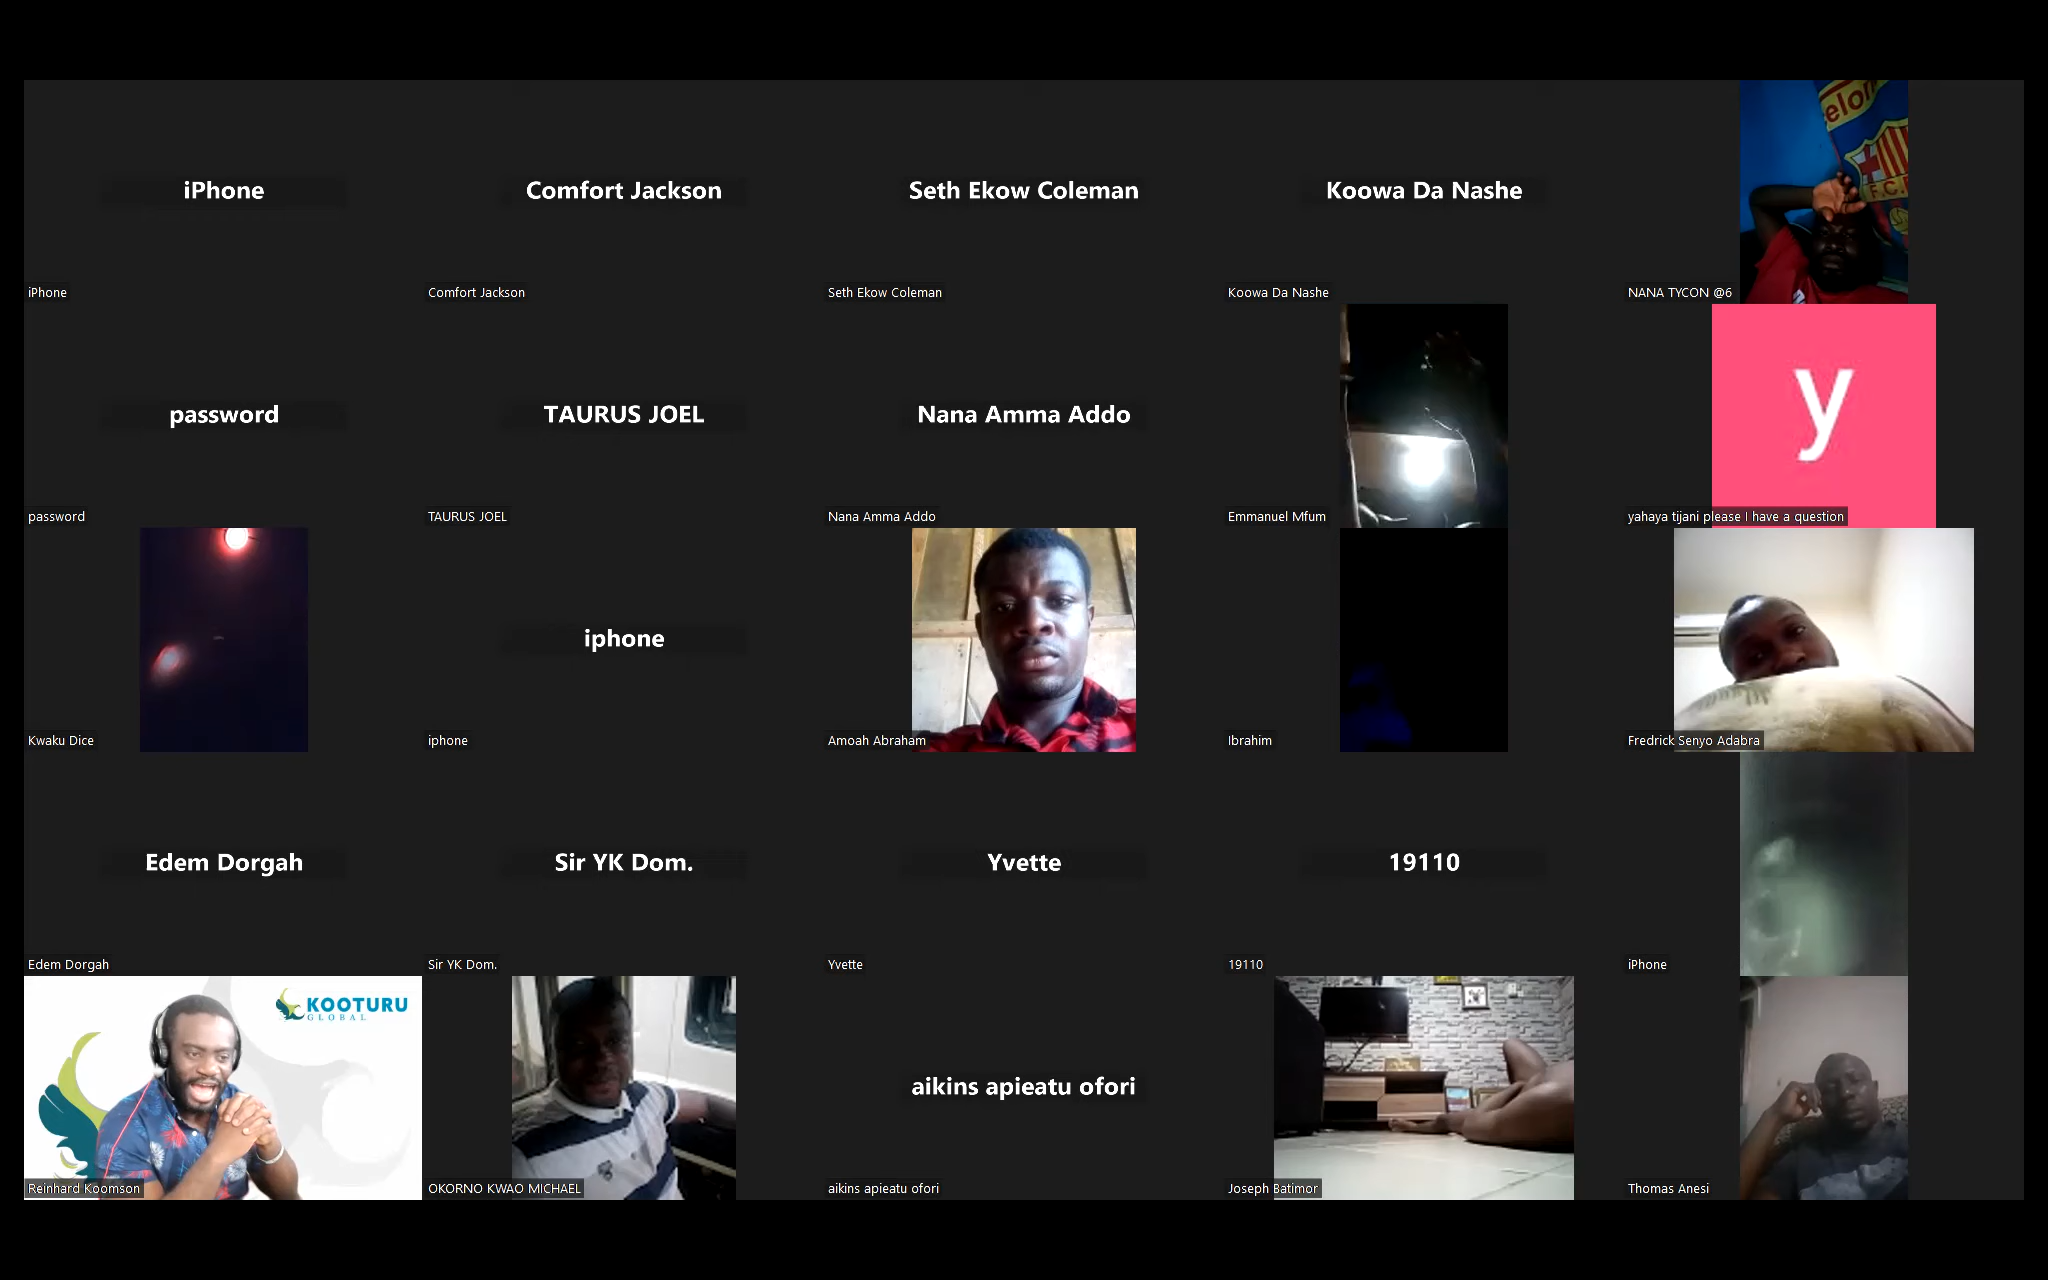 iPhone
iPhone
Comfort Jackson
Comfort Jackson
Seth Ekow Coleman
Seth Ekow Coleman
Koowa Da Nashe
Koowa Da Nashe
elon
F.C.
NANA TYCON @6
password
password
TAURUS JOEL
TAURUS JOEL
Nana Amma Addo
Nana Amma Addo
Emmanuel Mfum
y
yahaya tijani please I have a question
Kwaku Dice
iphone
iphone
Amoah Abraham
Ibrahim
Fredrick Senyo Adabra
Edem Dorgah
Edem Dorgah
Sir YK Dom.
Sir YK Dom.
Yvette
Yvette
19110
19110
iPhone
KOOTURU
GLOBAL
Reinhard Koomson
OKORNO KWAO MICHAEL
aikins apieatu ofori
aikins apieatu ofori
Joseph Batimor
Thomas Anesi